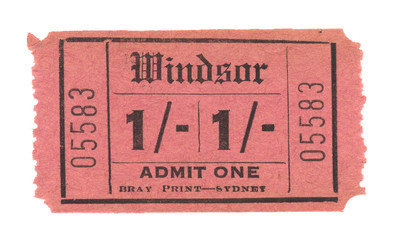 Windsor
05583
1/- 1/-
05583
ADMIT ONE
BRAY PRINT—SYDNEY